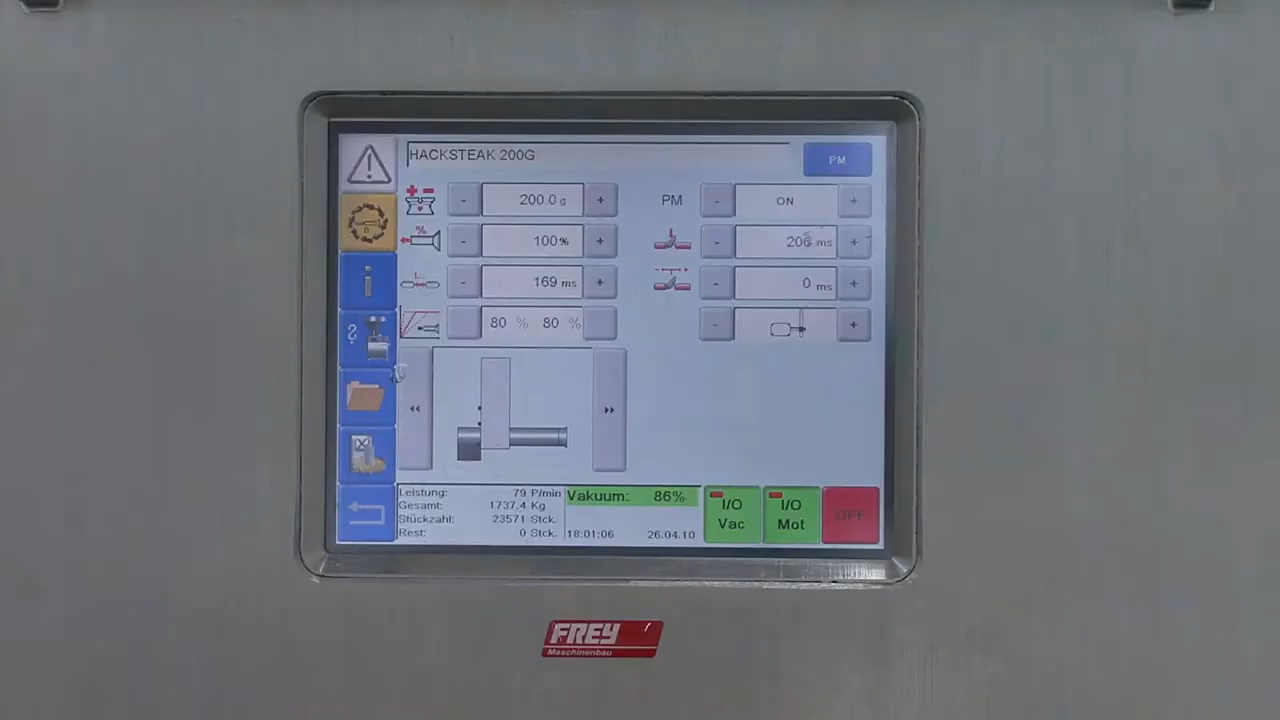 HACKSTEAK 200G
PM
- 200.0 g +
PM - ON +
- 100% +
- 206 ms +
- 169 ms +
- 0 ms +
80 % 80 %
- +
Leistung: 79 P/min
Gesamt: 1737.4 Kg
Stückzahl: 23571 Stck.
Rest: 0 Stck.
Vakuum: 86%
18:01:06 26.04.10
I/O
Vac
I/O
Mot
OFF
FREY
Maschinenbau